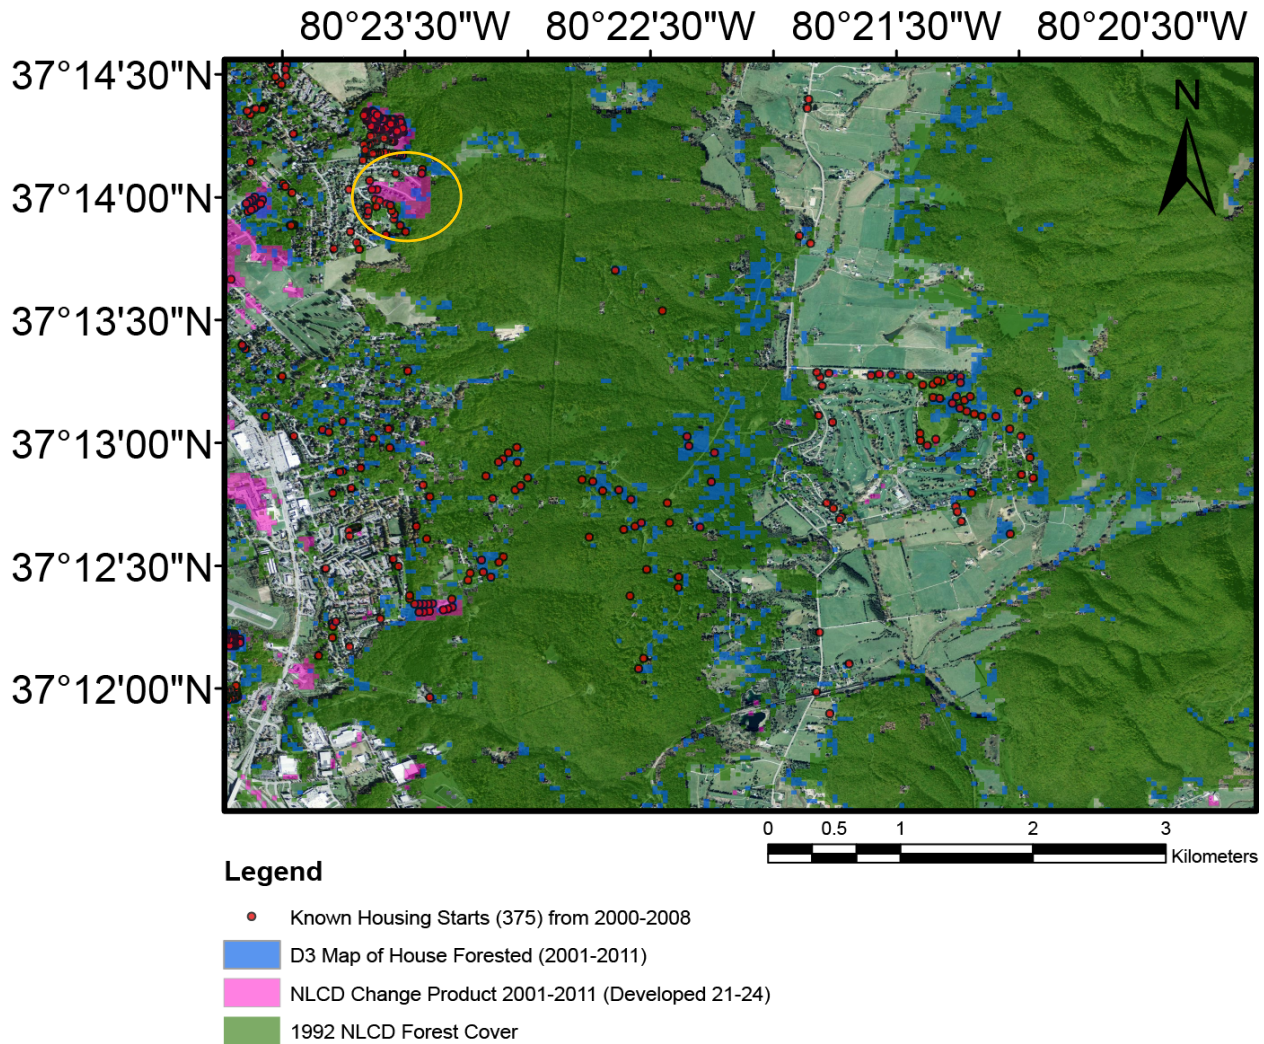 80°23'30"W 80°22'30"W 80°21'30"W 80°20'30"W
37°14'30"N
N
37°14'00"N
37°13'30"N
37°13'00"N
37°12'30"N
37°12'00"N
0 0.5 1 2 3
Kilometers
Legend
Known Housing Starts (375) from 2000-2008
D3 Map of House Forested (2001-2011)
NLCD Change Product 2001-2011 (Developed 21-24)
1992 NLCD Forest Cover